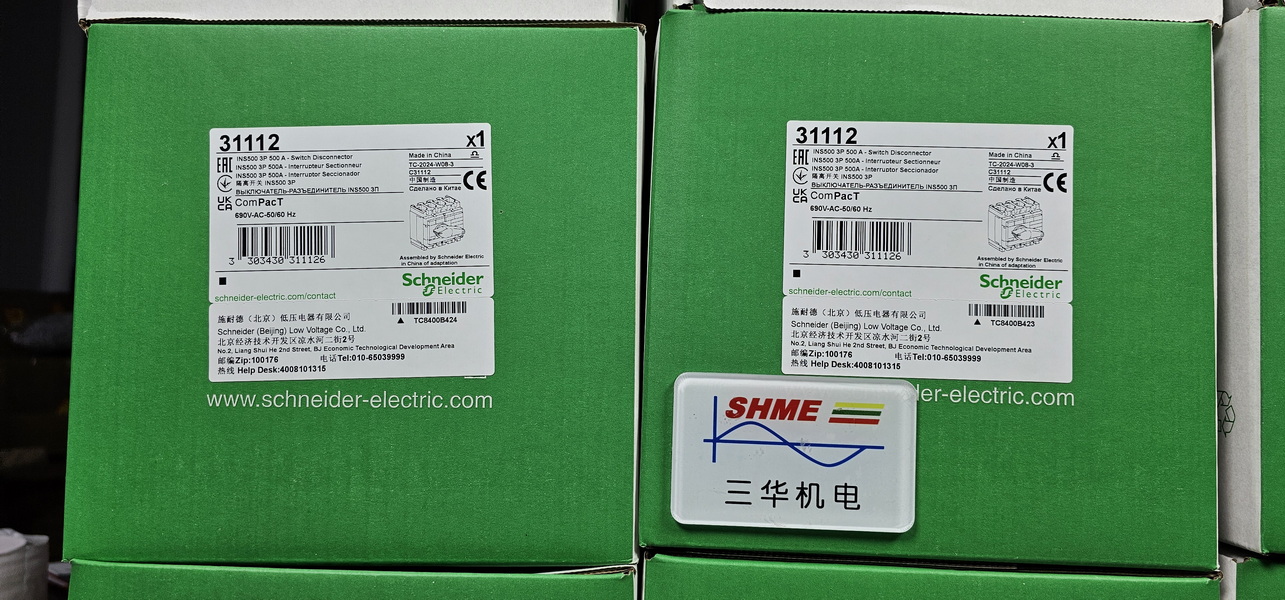 31112 x1
INS500 3P 500 A - Switch Disconnector
INS500 3P 500A - Interrupteur Sectionneur
INS500 3P 500A - Interruptor Seccionador
隔离开关 INS500 3P
ВЫКЛЮЧАТЕЛЬ-РАЗЪЕДИНИТЕЛЬ INS500 3П
Made in China
TC-2024-W08-3
C31112
中国制造
Сделано в Китае
EAC
CE
UK
CA
ComPacT
690V-AC-50/60 Hz
3 303430 311126
Assembled by Schneider Electric
in China of adaptation
Schneider
Electric
schneider-electric.com/contact
施耐德（北京）低压电器有限公司
TC8400B424
Schneider (Beijing) Low Voltage Co., Ltd.
北京经济技术开发区凉水河二街2号
No.2, Liang Shui He 2nd Street, BJ Economic Technological Development Area
邮编Zip:100176 电话Tel:010-65039999
热线 Help Desk:4008101315
www.schneider-electric.com
31112 x1
INS500 3P 500 A - Switch Disconnector
INS500 3P 500A - Interrupteur Sectionneur
INS500 3P 500A - Interruptor Seccionador
隔离开关 INS500 3P
ВЫКЛЮЧАТЕЛЬ-РАЗЪЕДИНИТЕЛЬ INS500 3П
Made in China
TC-2024-W08-3
C31112
中国制造
Сделано в Китае
EAC
CE
UK
CA
ComPacT
690V-AC-50/60 Hz
3 303430 311126
Assembled by Schneider Electric
in China of adaptation
Schneider
Electric
schneider-electric.com/contact
施耐德（北京）低压电器有限公司
TC8400B423
Schneider (Beijing) Low Voltage Co., Ltd.
北京经济技术开发区凉水河二街2号
No.2, Liang Shui He 2nd Street, BJ Economic Technological Development Area
邮编Zip:100176 电话Tel:010-65039999
热线 Help Desk:4008101315
er-electric.com
SHME
三华机电